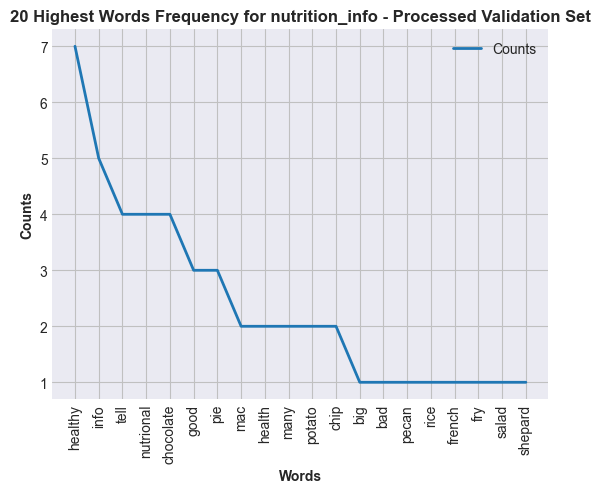 20 Highest Words Frequency for nutrition_info - Processed Validation Set
Counts
7
6
5
4
3
2
1
Counts
healthy
info
tell
nutrional
chocolate
good
pie
mac
health
many
potato
chip
big
bad
pecan
rice
french
fry
salad
shepard
Words